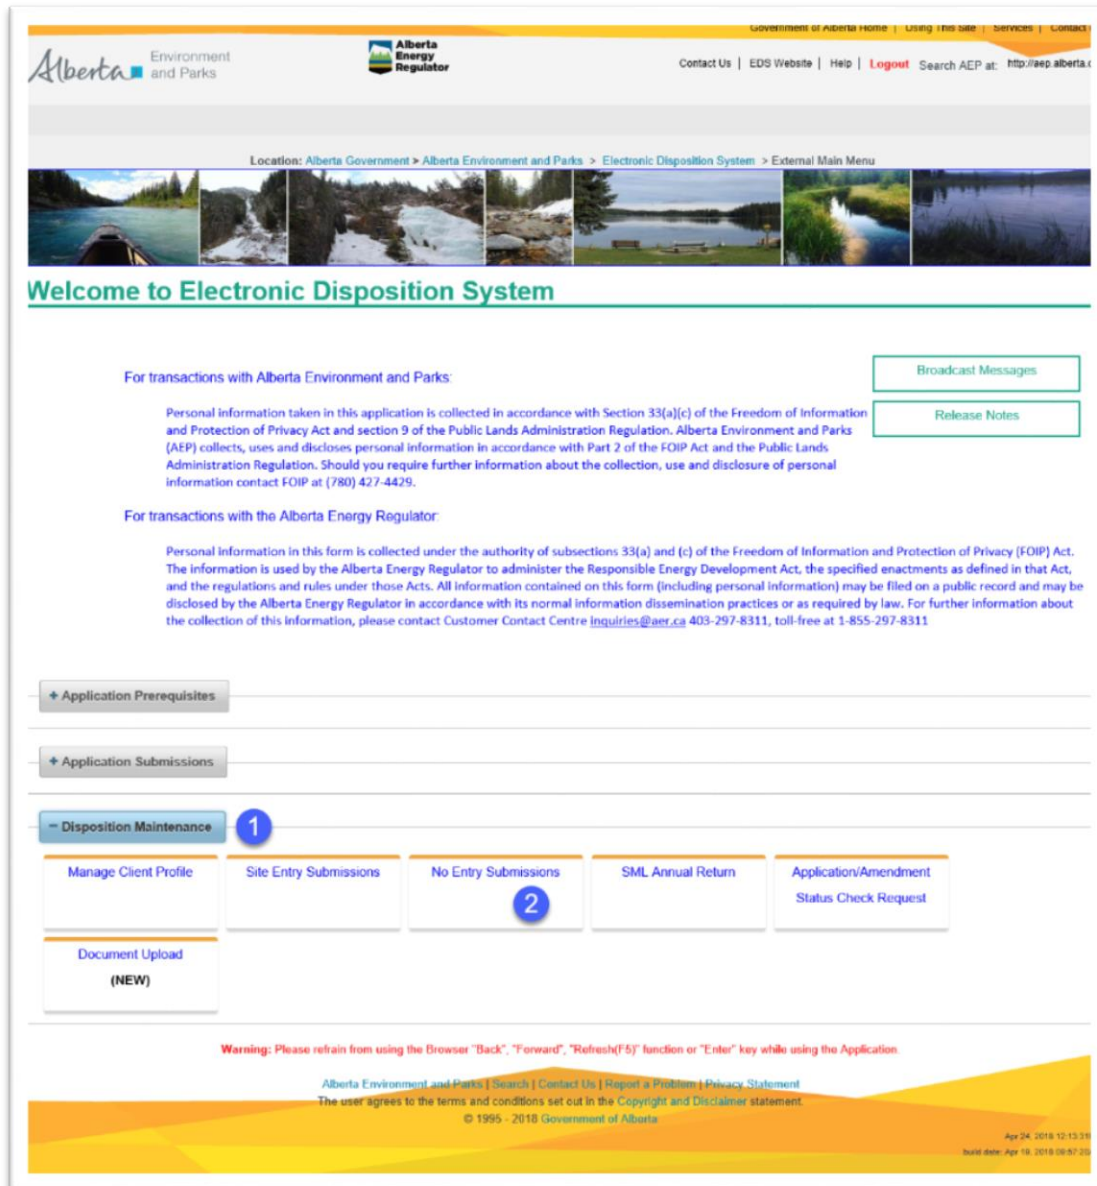 Government of Alberta Home | Using This Site | Services | Contact
Alberta Environment and Parks
Alberta Energy Regulator
Contact Us | EDS Website | Help | Logout Search AEP at: http://aep.alberta.c
Location: Alberta Government > Alberta Environment and Parks > Electronic Disposition System > External Main Menu
Welcome to Electronic Disposition System
For transactions with Alberta Environment and Parks:
Broadcast Messages
Release Notes
Personal information taken in this application is collected in accordance with Section 33(a)(c) of the Freedom of Information
and Protection of Privacy Act and section 9 of the Public Lands Administration Regulation. Alberta Environment and Parks
(AEP) collects, uses and discloses personal information in accordance with Part 2 of the FOIP Act and the Public Lands
Administration Regulation. Should you require further information about the collection, use and disclosure of personal
information contact FOIP at (780) 427-4429.
For transactions with the Alberta Energy Regulator:
Personal information in this form is collected under the authority of subsections 33(a) and (c) of the Freedom of Information and Protection of Privacy (FOIP) Act.
The information is used by the Alberta Energy Regulator to administer the Responsible Energy Development Act, the specified enactments as defined in that Act,
and the regulations and rules under those Acts. All information contained on this form (including personal information) may be filed on a public record and may be
disclosed by the Alberta Energy Regulator in accordance with its normal information dissemination practices or as required by law. For further information about
the collection of this information, please contact Customer Contact Centre inquiries@aer.ca 403-297-8311, toll-free at 1-855-297-8311
+ Application Prerequisites
+ Application Submissions
− Disposition Maintenance
1
Manage Client Profile
Site Entry Submissions
No Entry Submissions
2
SML Annual Return
Application/Amendment
Status Check Request
Document Upload
(NEW)
Warning: Please refrain from using the Browser "Back", "Forward", "Refresh(F5)" function or "Enter" key while using the Application.
Alberta Environment and Parks | Search | Contact Us | Report a Problem | Privacy Statement
The user agrees to the terms and conditions set out in the Copyright and Disclaimer statement.
© 1995 - 2018 Government of Alberta
Apr 24, 2018 12:13:31
build date: Apr 19, 2018